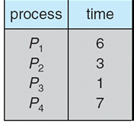 process time
P₁ 6
P₂ 3
P₃ 1
P₄ 7